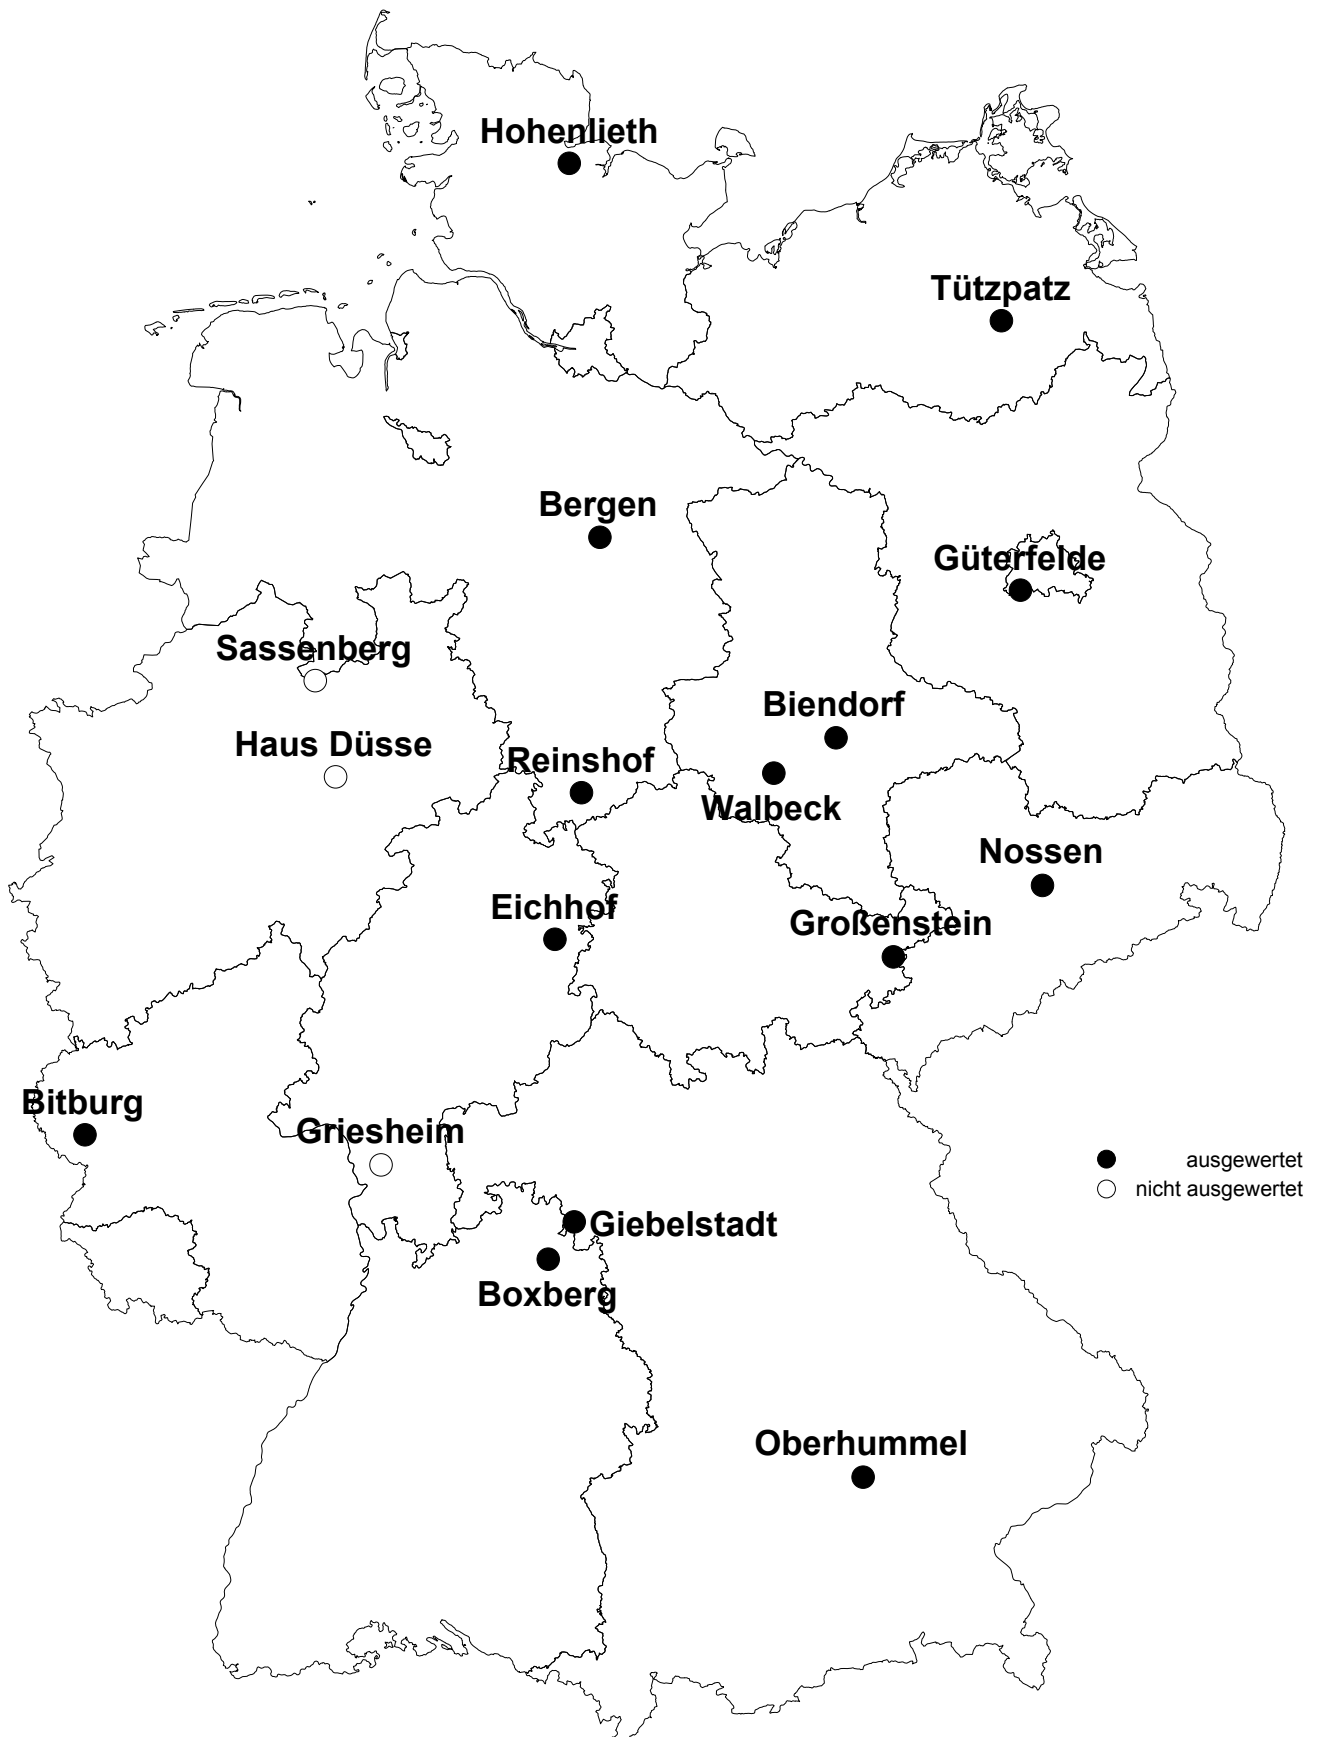 Hohenlieth
Tützpatz
Bergen
Güterfelde
Sassenberg
Biendorf
Haus Düsse
Reinshof
Walbeck
Nossen
Eichhof
Großenstein
Bitburg
Griesheim
ausgewertet
nicht ausgewertet
Giebelstadt
Boxberg
Oberhummel